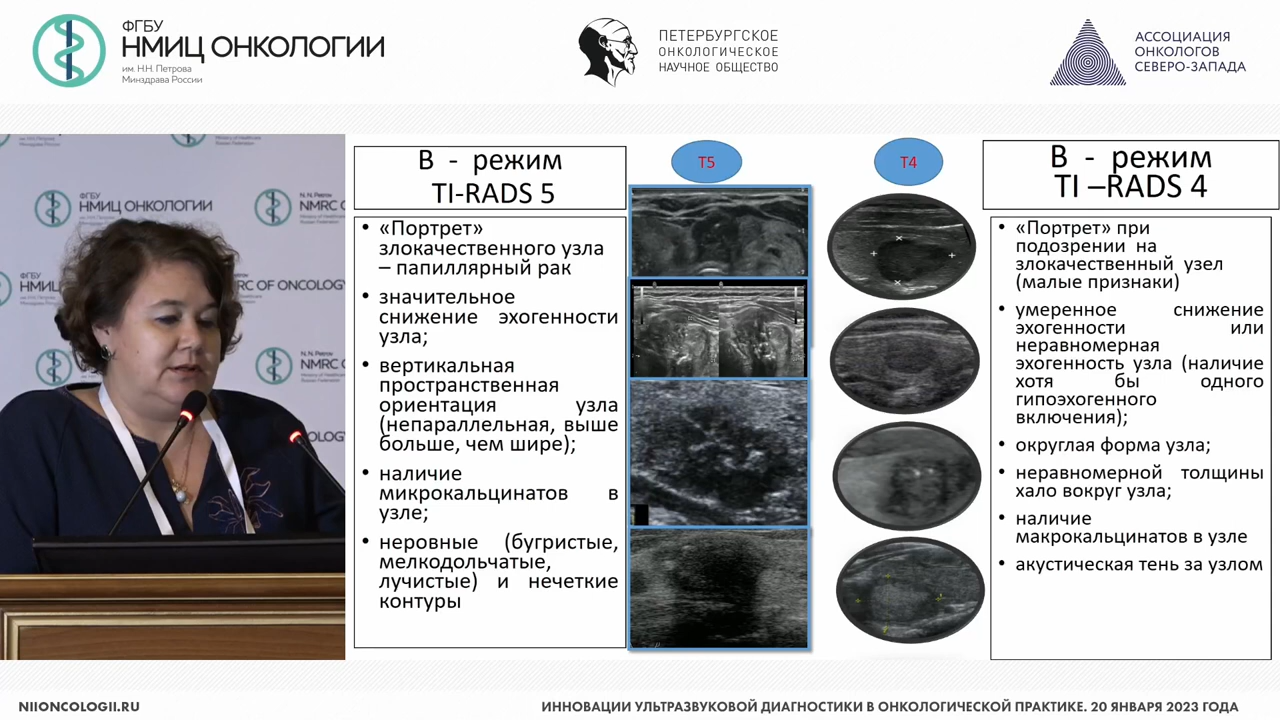 ФГБУ
НМИЦ ОНКОЛОГИИ
им. Н.Н. Петрова
Минздрава России
ПЕТЕРБУРГСКОЕ
ОНКОЛОГИЧЕСКОЕ
НАУЧНОЕ ОБЩЕСТВО
АССОЦИАЦИЯ
ОНКОЛОГОВ
СЕВЕРО-ЗАПАДА
ФГБУ
НМИЦ ОНКОЛОГИИ
N.N. Petrov
NMRC
ФГБУ
RC OF ONCOLOGY
N.N. Petrov
NMRC
В - режим
TI-RADS 5
• «Портрет»
злокачественного узла
– папиллярный рак
• значительное
снижение эхогенности
узла;
• вертикальная
пространственная
ориентация узла
(непараллельная, выше
больше, чем шире);
• наличие
микрокальцинатов в
узле;
• неровные (бугристые,
мелкодольчатые,
лучистые) и нечеткие
контуры
Т5
Т4
В - режим
TI –RADS 4
• «Портрет» при
подозрении на
злокачественный узел
(малые признаки)
• умеренное снижение
эхогенности или
неравномерная
эхогенность узла (наличие
хотя бы одного
гипоэхогенного
включения);
• округлая форма узла;
• неравномерной толщины
хало вокруг узла;
• наличие
макрокальцинатов в узле
• акустическая тень за узлом
NIIONCOLOGII.RU
ИННОВАЦИИ УЛЬТРАЗВУКОВОЙ ДИАГНОСТИКИ В ОНКОЛОГИЧЕСКОЙ ПРАКТИКЕ. 20 ЯНВАРЯ 2023 ГОДА